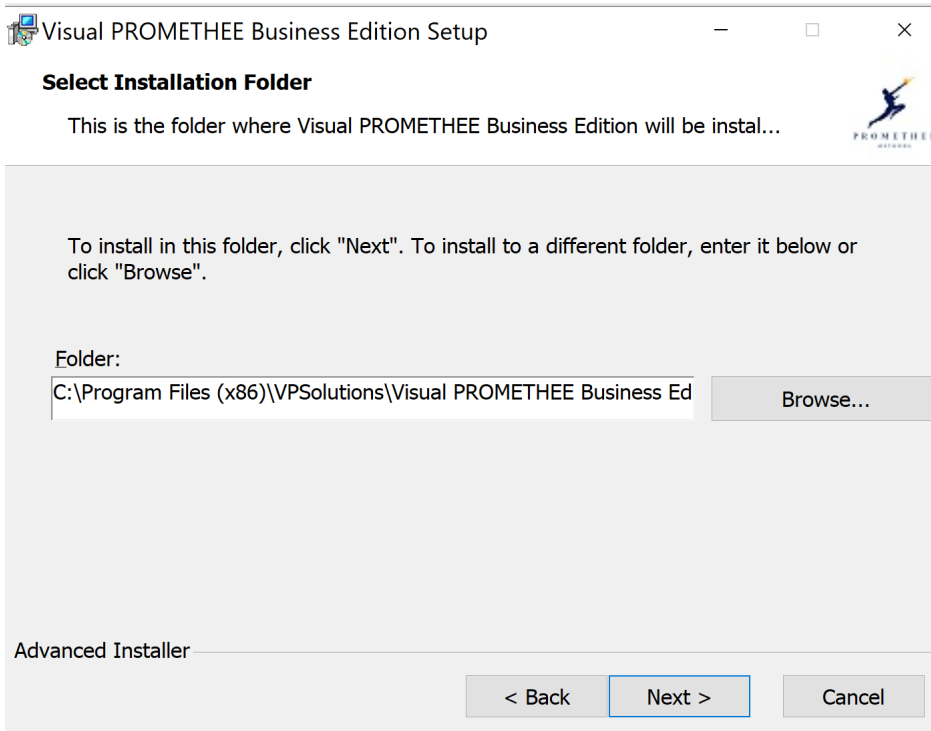 Visual PROMETHEE Business Edition Setup
Select Installation Folder
This is the folder where Visual PROMETHEE Business Edition will be instal...
PROMETHEE
To install in this folder, click "Next". To install to a different folder, enter it below or
click "Browse".
Folder:
C:\Program Files (x86)\VPSolutions\Visual PROMETHEE Business Ed
Browse...
Advanced Installer
< Back
Next >
Cancel